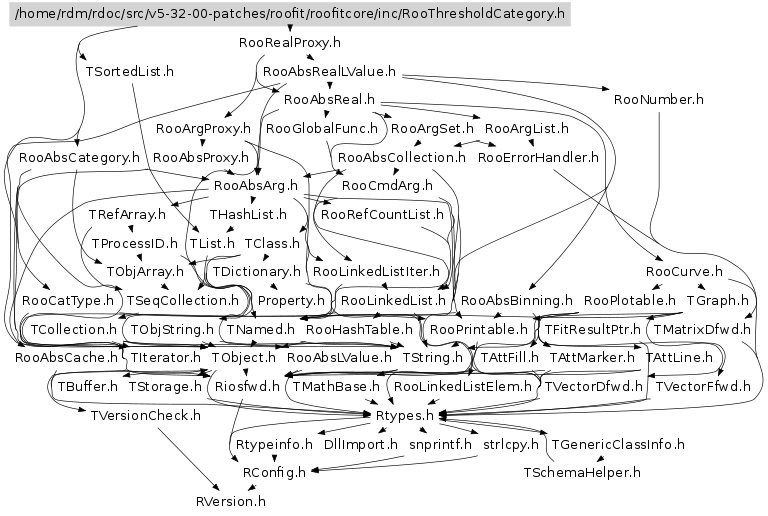 /home/rdm/rdoc/src/v5-32-00-patches/roofit/roofitcore/inc/RooThresholdCategory.h
RooRealProxy.h
TSortedList.h RooAbsRealLValue.h
RooAbsReal.h RooNumber.h
RooArgProxy.h RooGlobalFunc.h RooArgSet.h RooArgList.h
RooAbsCategory.h RooAbsProxy.h RooAbsCollection.h RooErrorHandler.h
RooAbsArg.h RooCmdArg.h
TRefArray.h THashList.h RooRefCountList.h
TProcessID.h TList.h TClass.h
TObjArray.h TDictionary.h RooLinkedListIter.h RooCurve.h
RooCatType.h TSeqCollection.h Property.h RooLinkedList.h RooAbsBinning.h RooPlotable.h TGraph.h
TCollection.h TObjString.h TNamed.h RooHashTable.h RooPrintable.h TFitResultPtr.h TMatrixDfwd.h
RooAbsCache.h TIterator.h TObject.h RooAbsLValue.h TString.h TAttFill.h TAttMarker.h TAttLine.h
TBuffer.h TStorage.h Riosfwd.h TMathBase.h RooLinkedListElem.h TVectorDfwd.h TVectorFfwd.h
TVersionCheck.h Rtypes.h
Rtypeinfo.h DllImport.h snprintf.h strlcpy.h TGenericClassInfo.h
RConfig.h TSchemaHelper.h
RVersion.h